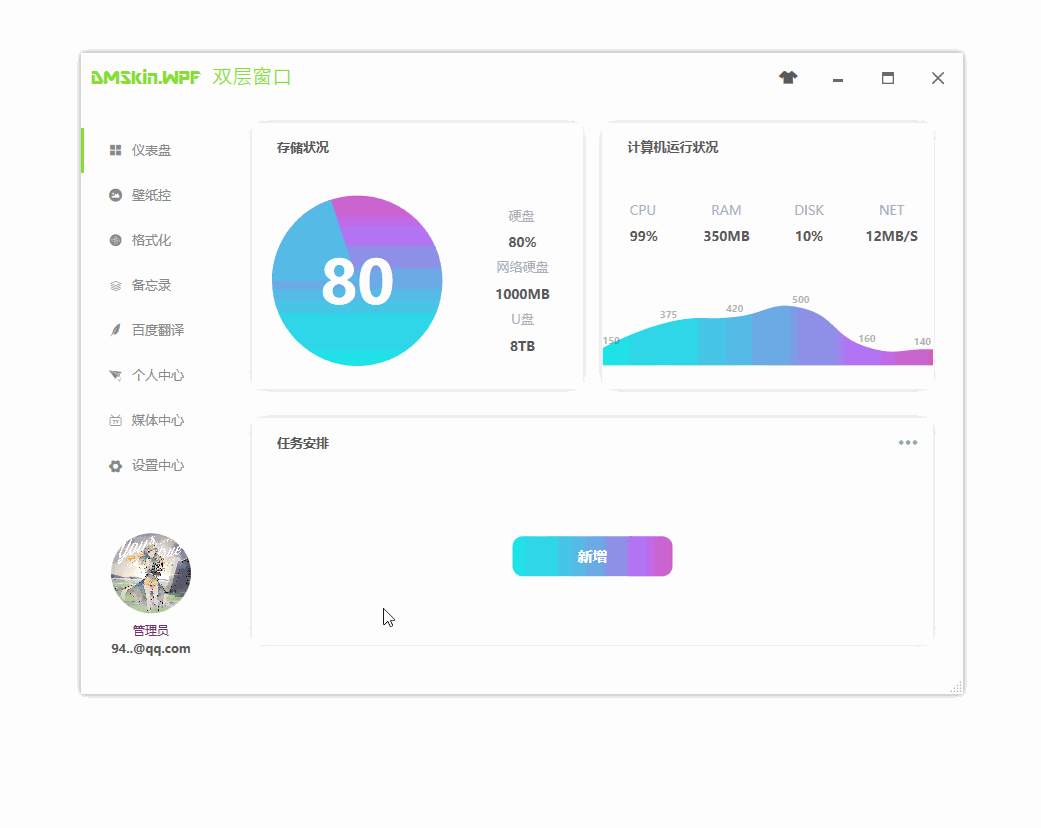 DMSkin.WPF 双层窗口
仪表盘
壁纸控
格式化
备忘录
百度翻译
个人中心
媒体中心
设置中心
管理员
94..@qq.com
存储状况
80
硬盘
80%
网络硬盘
1000MB
U盘
8TB
计算机运行状况
CPU RAM DISK NET
99% 350MB 10% 12MB/S
150 375 420 500 160 140
任务安排
新增